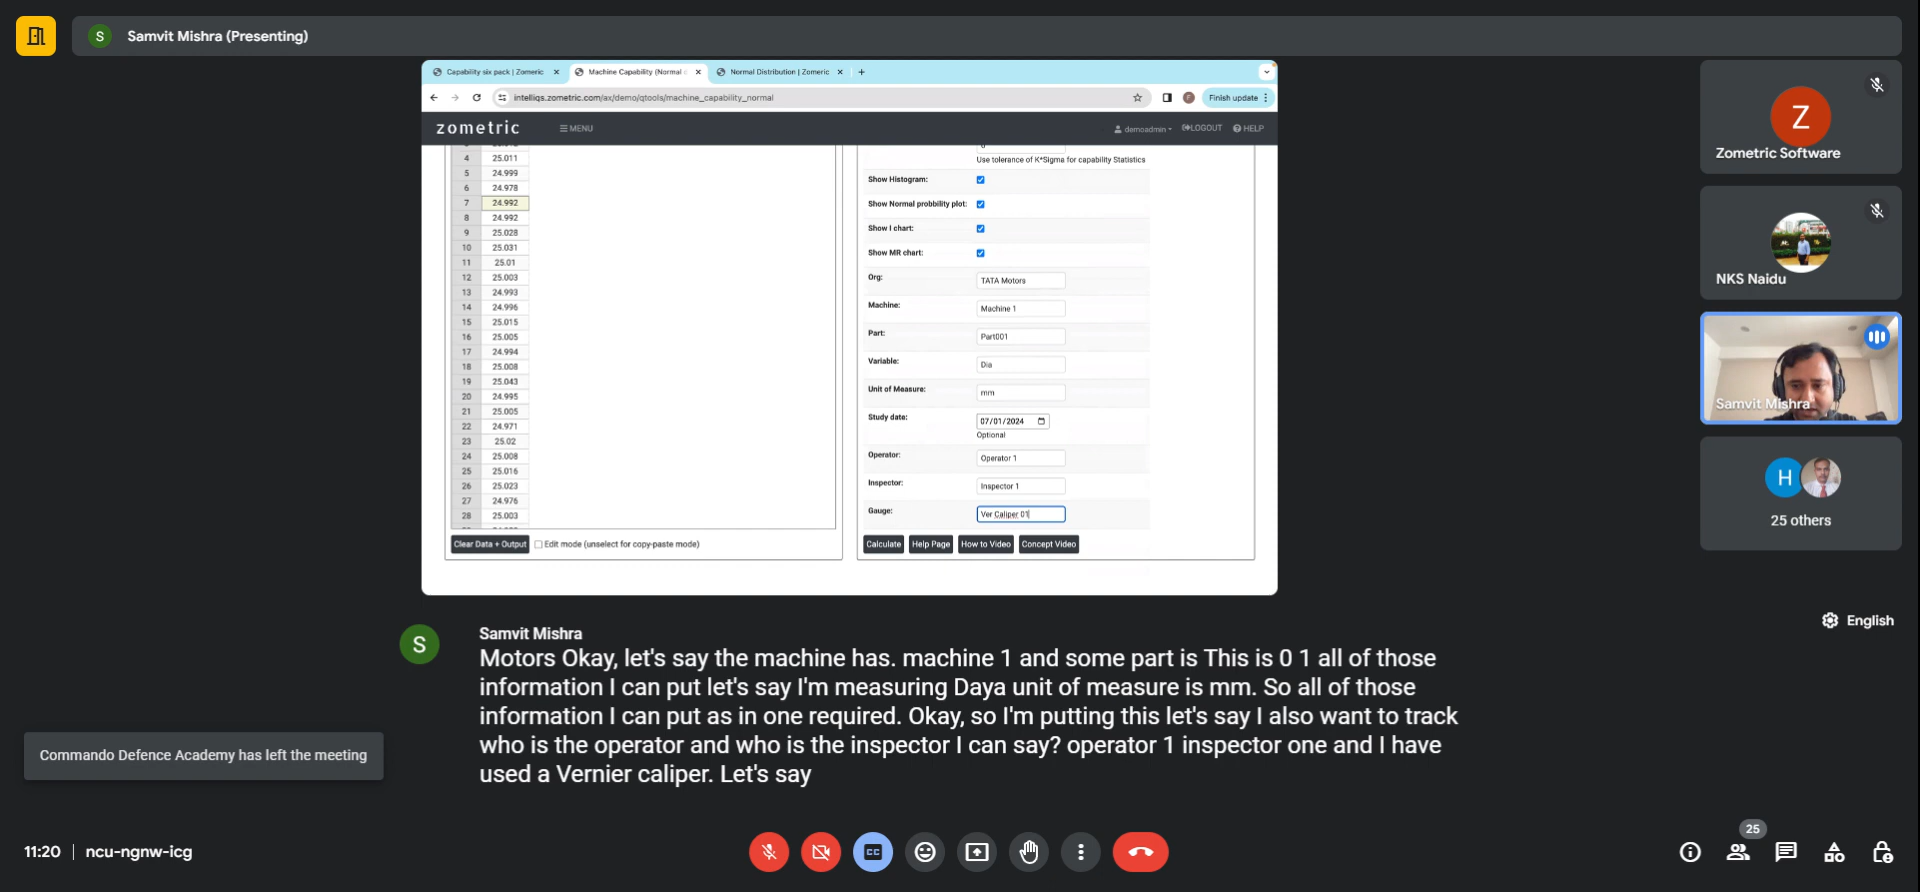 S Samvit Mishra (Presenting)
Capability six pack | Zomeric
Machine Capability (Normal
Normal Distribution | Zomeric
intelliqs.zometric.com/ax/demo/qtools/machine_capability_normal
Finish update
zometric
MENU
demoadmin
LOGOUT
HELP
4 25.011
5 24.999
6 24.978
7 24.992
8 24.992
9 25.028
10 25.031
11 25.01
12 25.003
13 24.993
14 24.996
15 25.015
16 25.005
17 24.994
18 25.008
19 25.043
20 24.995
21 25.005
22 24.971
23 25.02
24 25.008
25 25.016
26 25.023
27 24.976
28 25.003
Clear Data + Output
Edit mode (unselect for copy-paste mode)
Use tolerance of K*Sigma for capability Statistics
Show Histogram:
Show Normal probbility plot:
Show I chart:
Show MR chart:
Org: TATA Motors
Machine: Machine 1
Part: Part001
Variable: Dia
Unit of Measure: mm
Study date: 07/01/2024
Optional
Operator: Operator 1
Inspector: Inspector 1
Gauge: Ver Caliper 01
Calculate Help Page How to Video Concept Video
Z
Zometric Software
NKS Naidu
Samvit Mishra
H
25 others
English
S
Samvit Mishra
Motors Okay, let's say the machine has. machine 1 and some part is This is 0 1 all of those
information I can put let's say I'm measuring Daya unit of measure is mm. So all of those
information I can put as in one required. Okay, so I'm putting this let's say I also want to track
who is the operator and who is the inspector I can say? operator 1 inspector one and I have
used a Vernier caliper. Let's say
Commando Defence Academy has left the meeting
11:20 | ncu-ngnw-icg
CC
25